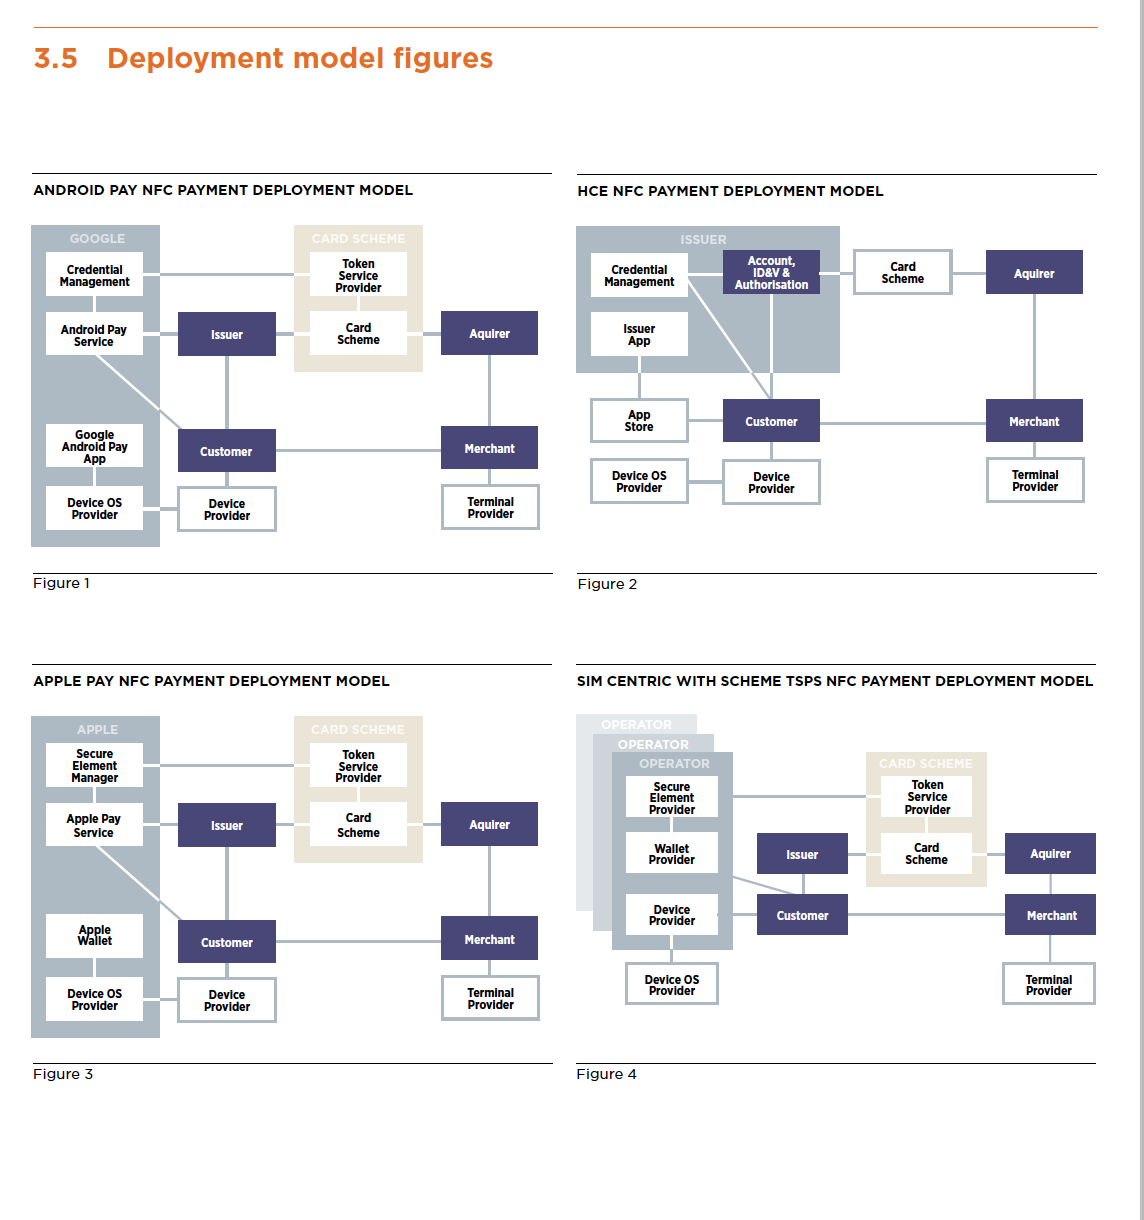 3.5 Deployment model figures
ANDROID PAY NFC PAYMENT DEPLOYMENT MODEL
GOOGLE
CARD SCHEME
Credential
Management
Token
Service
Provider
Android Pay
Service
Issuer
Card
Scheme
Aquirer
Google
Android Pay
App
Customer
Merchant
Device OS
Provider
Device
Provider
Terminal
Provider
Figure 1
HCE NFC PAYMENT DEPLOYMENT MODEL
ISSUER
Credential
Management
Account,
ID&V &
Authorisation
Card
Scheme
Aquirer
Issuer
App
App
Store
Customer
Merchant
Device OS
Provider
Device
Provider
Terminal
Provider
Figure 2
APPLE PAY NFC PAYMENT DEPLOYMENT MODEL
APPLE
CARD SCHEME
Secure
Element
Manager
Token
Service
Provider
Apple Pay
Service
Issuer
Card
Scheme
Aquirer
Apple
Wallet
Customer
Merchant
Device OS
Provider
Device
Provider
Terminal
Provider
Figure 3
SIM CENTRIC WITH SCHEME TSPS NFC PAYMENT DEPLOYMENT MODEL
OPERATOR
OPERATOR
OPERATOR
CARD SCHEME
Secure
Element
Provider
Token
Service
Provider
Wallet
Provider
Issuer
Card
Scheme
Aquirer
Device
Provider
Customer
Merchant
Device OS
Provider
Terminal
Provider
Figure 4